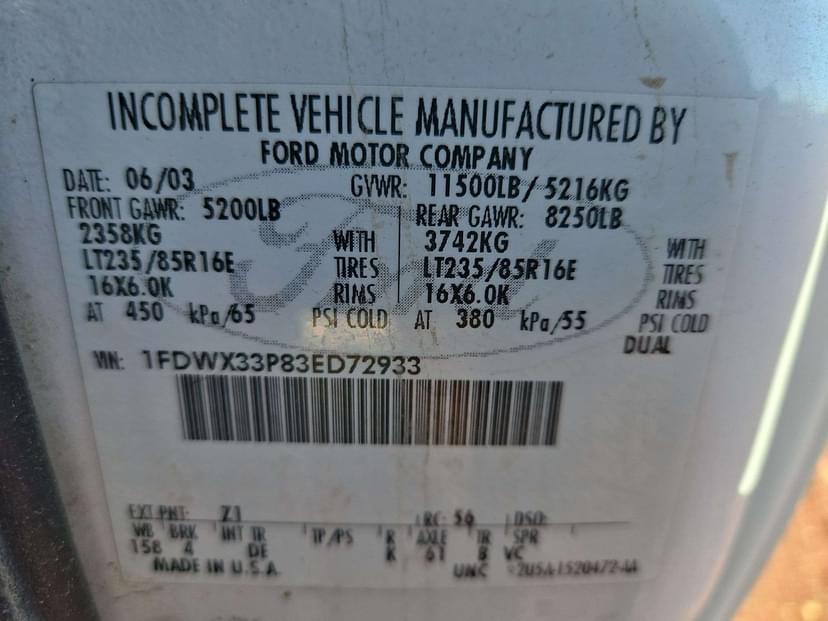 INCOMPLETE VEHICLE MANUFACTURED BY
FORD MOTOR COMPANY
DATE: 06/03 GVWR: 11500LB/ 5216KG
FRONT GAWR: 5200LB REAR GAWR: 8250LB
2358KG WITH 3742KG WITH
LT235/85R16E TIRES LT235/85R16E TIRES
16X6.0K RIMS 16X6.0K RIMS
AT 450 kPa/65 PSI COLD AT 380 kPa/55 PSI COLD
DUAL
VIN: 1FDWX33P83ED72933
EXT PNT: Z1 RC: 56 DSO:
WB BRK INT TR TP/PS R AXLE TR SPR
158 4 DE K 61 B VC
MADE IN U.S.A. UNC